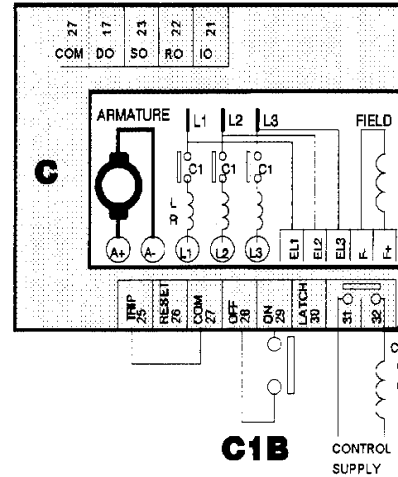 27 17 23 22 21
COM DO SO RO IO
ARMATURE L1 L2 L3 FIELD
C1 C1 C1
C
L
R
A+ A- L1 L2 L3 EL1 EL2 EL3 F- F+
TRIP RESET COM OFF ON LATCH
25 26 27 28 29 30 31 32
C
C1B
CONTROL
SUPPLY